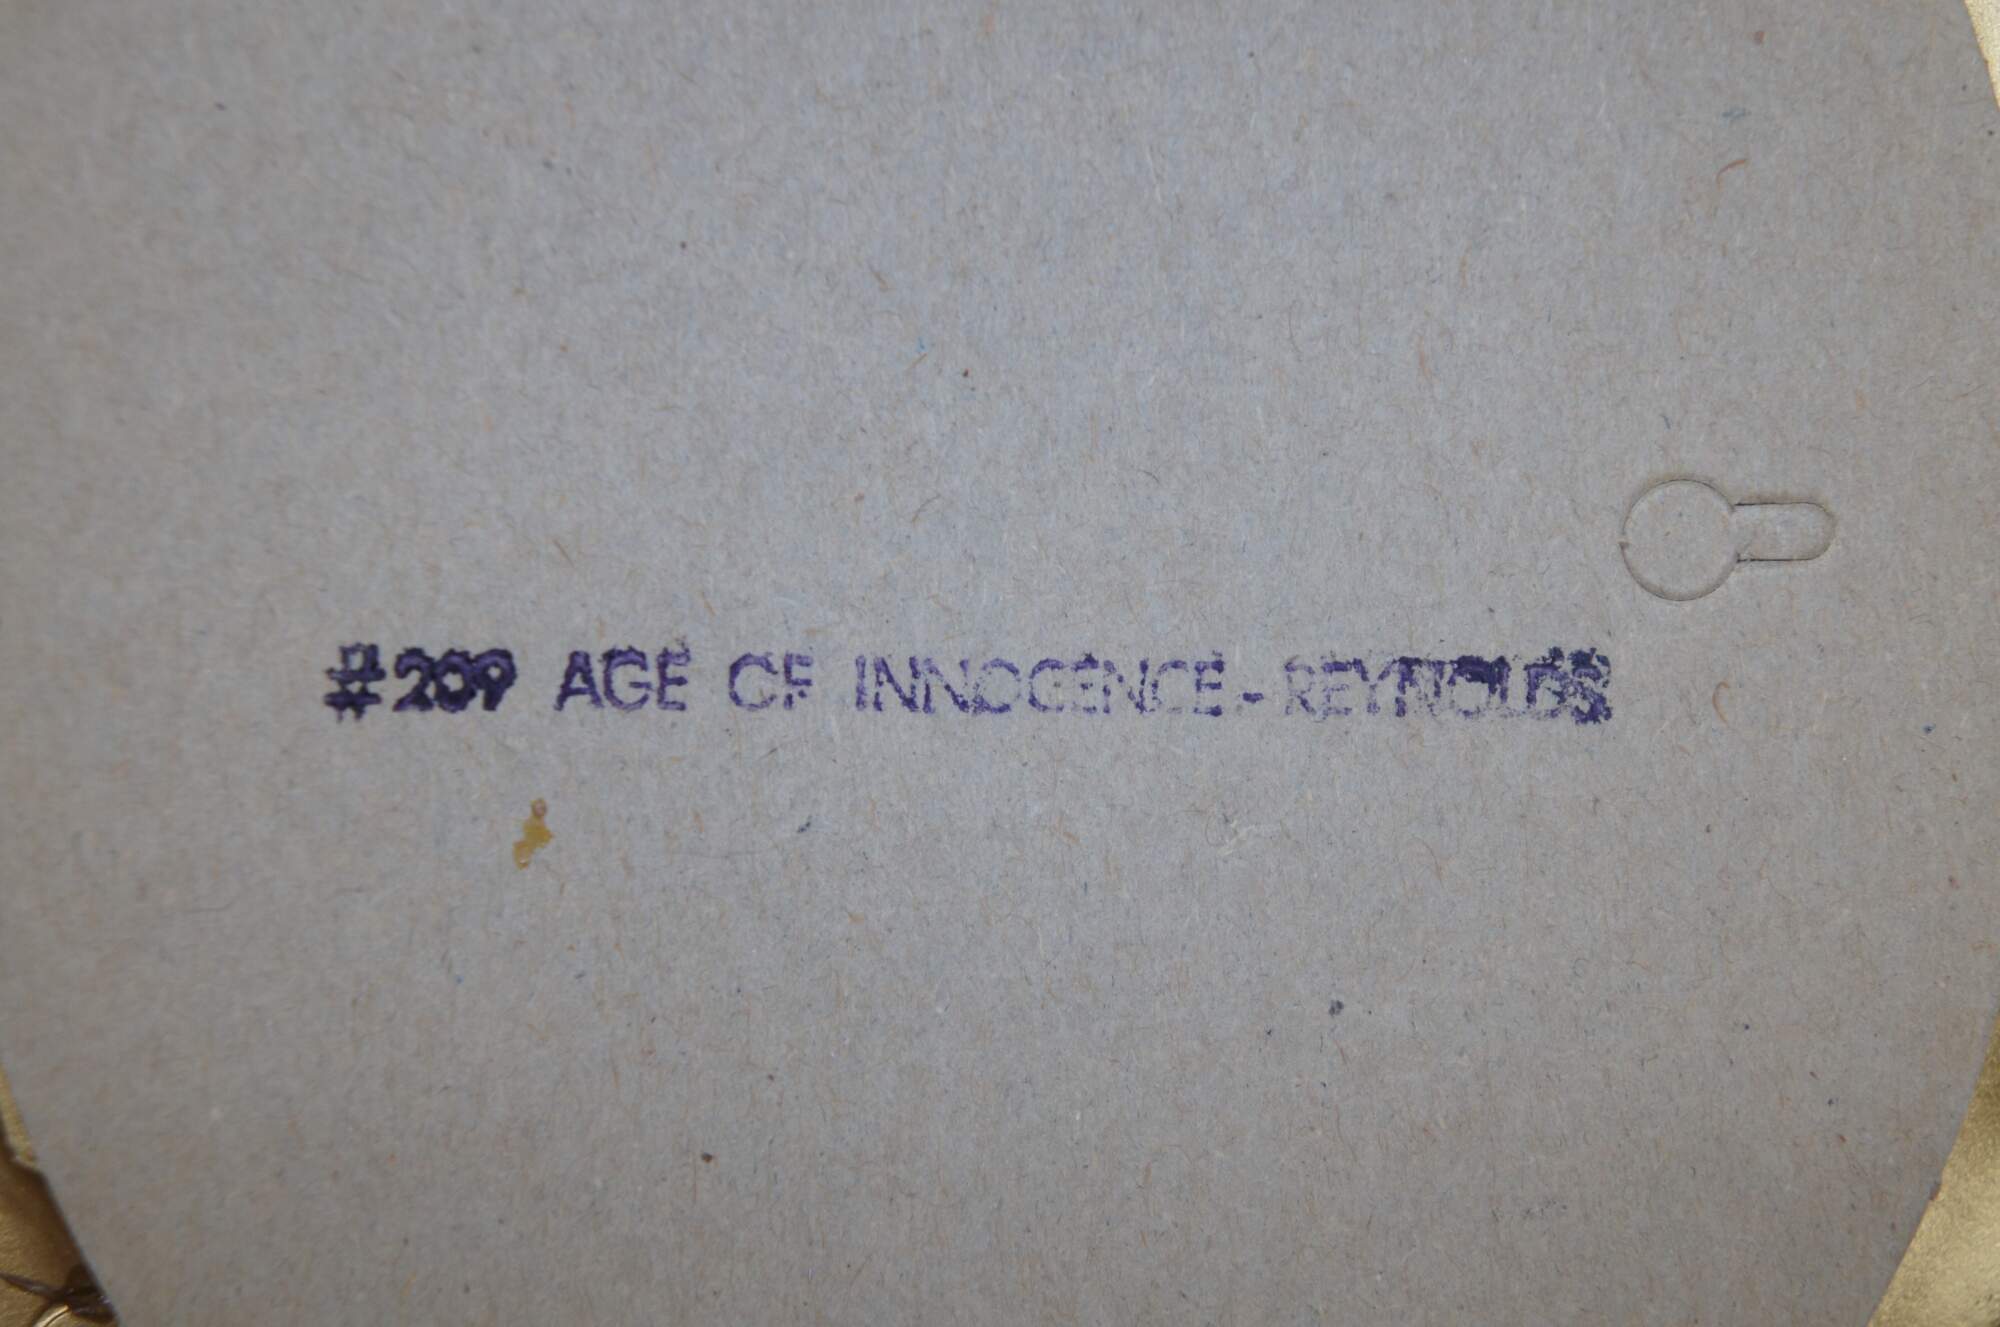 #209 AGE OF INNOCENCE - REYNOLDS